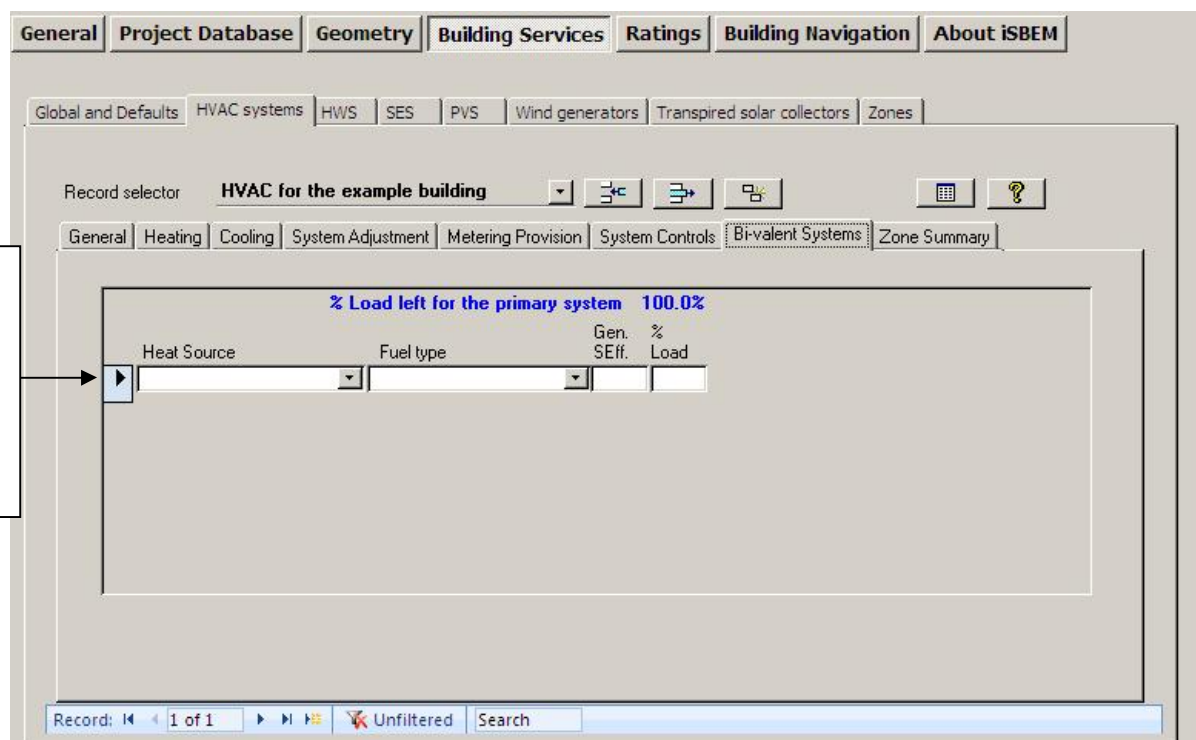 General Project Database Geometry Building Services Ratings Building Navigation About iSBEM
Global and Defaults HVAC systems HWS SES PVS Wind generators Transpired solar collectors Zones
Record selector HVAC for the example building
General Heating Cooling System Adjustment Metering Provision System Controls Bi-valent Systems Zone Summary
% Load left for the primary system 100.0%
Heat Source Fuel type Gen. SEff. % Load
Record: 1 of 1 Unfiltered Search